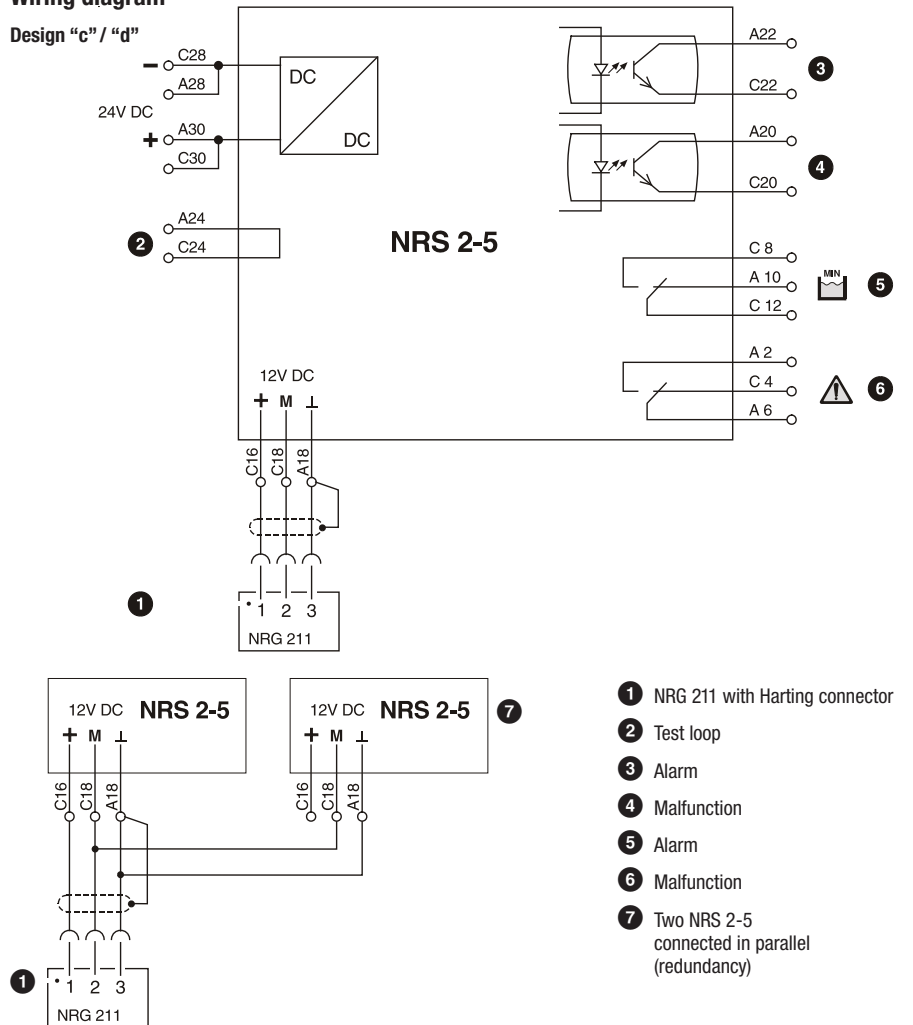 Wiring diagram
Design “c” / “d”
C28
A28
24V DC
A30
C30
DC
DC
A22
C22
3
A20
C20
4
2
A24
C24
NRS 2-5
C 8
A 10
C 12
MIN
5
A 2
C 4
A 6
6
12V DC
+ M ⊥
C16
C18
A18
1
1 2 3
NRG 211
12V DC NRS 2-5
+ M ⊥
C16
C18
A18
12V DC NRS 2-5
7
+ M ⊥
C16
C18
A18
1
1 2 3
NRG 211
1 NRG 211 with Harting connector
2 Test loop
3 Alarm
4 Malfunction
5 Alarm
6 Malfunction
7 Two NRS 2-5
connected in parallel
(redundancy)